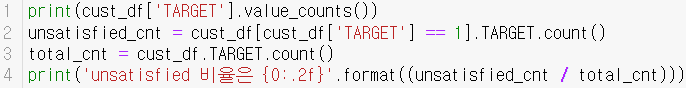 1 print(cust_df['TARGET'].value_counts())
2 unsatisfied_cnt = cust_df[cust_df['TARGET'] == 1].TARGET.count()
3 total_cnt = cust_df.TARGET.count()
4 print('unsatisfied 비율은 {0:.2f}'.format((unsatisfied_cnt / total_cnt)))